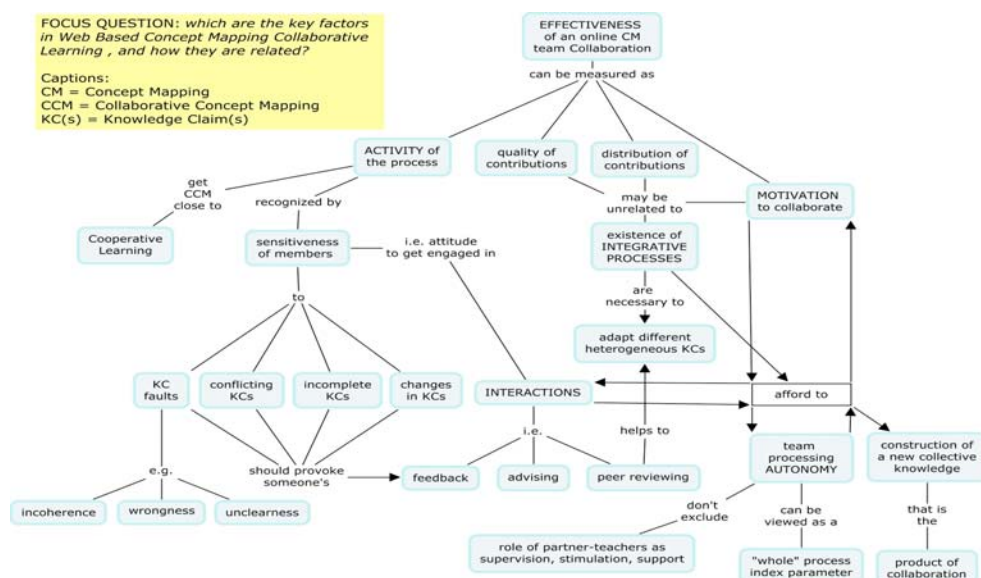 FOCUS QUESTION: which are the key factors
in Web Based Concept Mapping Collaborative
Learning , and how they are related?
Captions:
CM = Concept Mapping
CCM = Collaborative Concept Mapping
KC(s) = Knowledge Claim(s)
EFFECTIVENESS
of an online CM
team Collaboration
can be measured as
ACTIVITY of
the process
quality of
contributions
distribution of
contributions
MOTIVATION
to collaborate
get
CCM
close to
recognized by
may be
unrelated to
Cooperative
Learning
sensitiveness
of members
i.e. attitude
to get engaged in
existence of
INTEGRATIVE
PROCESSES
to
are
necessary to
adapt different
heterogeneous KCs
KC
faults
conflicting
KCs
incomplete
KCs
changes
in KCs
INTERACTIONS
afford to
e.g.
should provoke
someone's
i.e.
helps to
team
processing
AUTONOMY
construction of
a new collective
knowledge
feedback
advising
peer reviewing
incoherence
wrongness
unclearness
don't
exclude
can be
viewed as a
that is
the
role of partner-teachers as
supervision, stimulation, support
"whole" process
index parameter
product of
collaboration